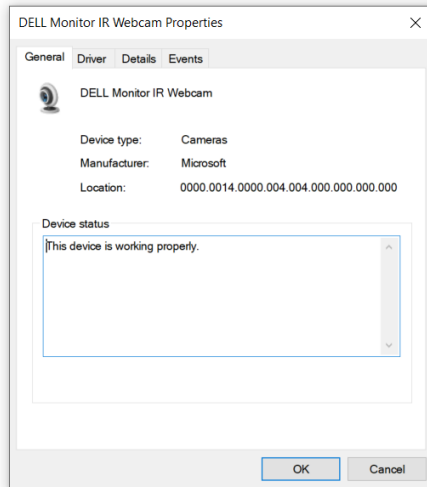 DELL Monitor IR Webcam Properties
General Driver Details Events
DELL Monitor IR Webcam
Device type: Cameras
Manufacturer: Microsoft
Location: 0000.0014.0000.004.004.000.000.000.000
Device status
This device is working properly.
OK Cancel